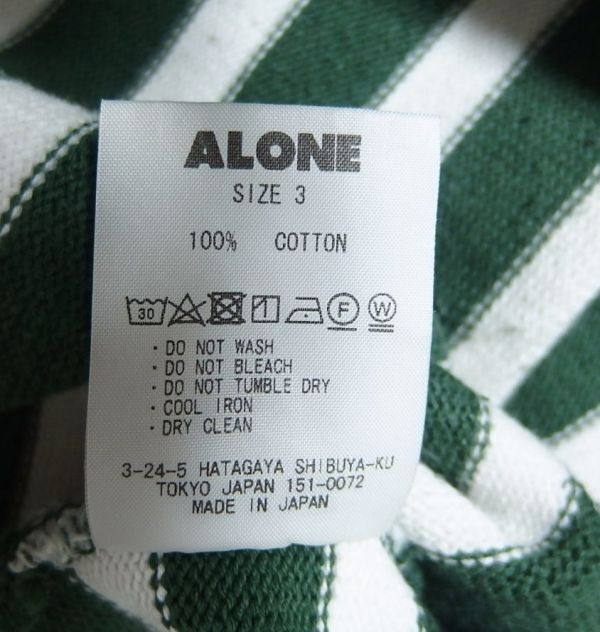 ALONE
SIZE 3
100% COTTON
30 F W
・DO NOT WASH
・DO NOT BLEACH
・DO NOT TUMBLE DRY
・COOL IRON
・DRY CLEAN
3-24-5 HATAGAYA SHIBUYA-KU
TOKYO JAPAN 151-0072
MADE IN JAPAN